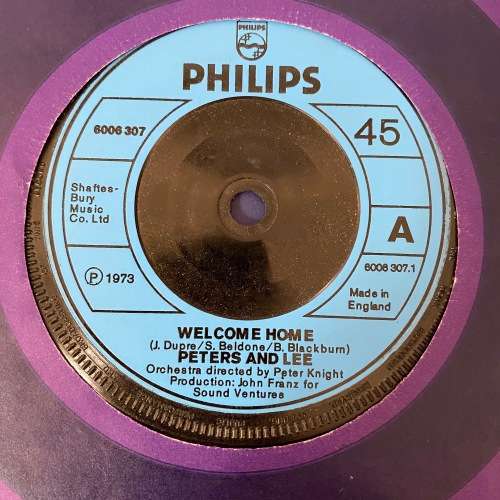 PHILIPS
PHILIPS
6006 307
45
Shaftes-
Bury
Music
Co. Ltd
A
6006 307.1
℗ 1973
Made in
England
WELCOME HOME
(J. Dupre/S. Beldone/B. Blackburn)
PETERS AND LEE
Orchestra directed by Peter Knight
Production: John Franz for
Sound Ventures